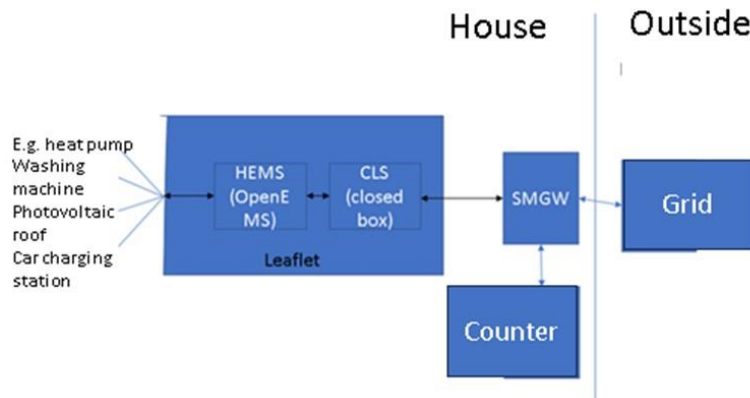 House
Outside
E.g. heat pump
Washing
machine
Photovoltaic
roof
Car charging
station
HEMS
(OpenE
MS)
CLS
(closed
box)
Leaflet
SMGW
Grid
Counter